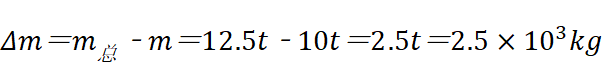 Δm＝m总 - m＝12.5t - 10t＝2.5t＝2.5 × 10³kg